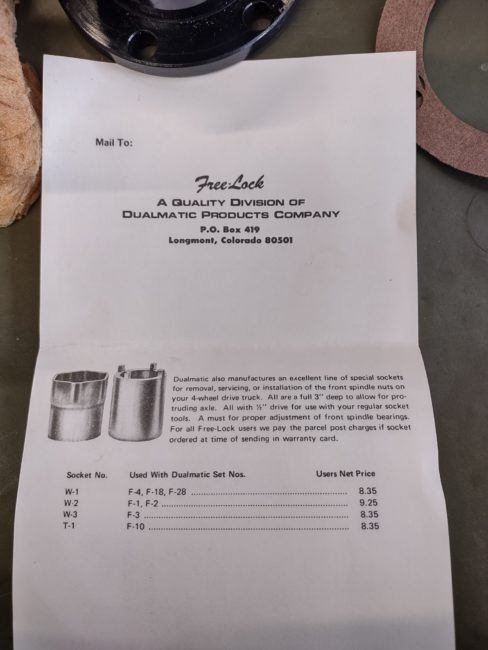 Mail To:
Free-Lock
A Quality Division of
Dualmatic Products Company
P.O. Box 419
Longmont, Colorado 80501
Dualmatic also manufactures an excellent line of special sockets
for removal, servicing, or installation of the front spindle nuts on
your 4-wheel drive truck. All are a full 3" deep to allow for pro-
truding axle. All with ½" drive for use with your regular socket
tools. A must for proper adjustment of front spindle bearings.
For all Free-Lock users we pay the parcel post charges if socket
ordered at time of sending in warranty card.
Socket No. Used With Dualmatic Set Nos. Users Net Price
W-1 F-4, F-18, F-28 ........................................ 8.35
W-2 F-1, F-2 ........................................ 9.25
W-3 F-3 ........................................ 8.35
T-1 F-10 ........................................ 8.35